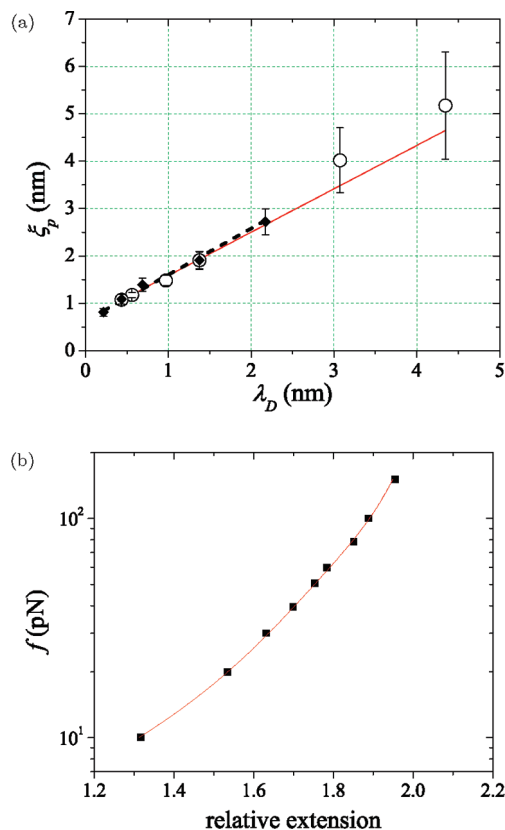 (a)
7
6
5
4
3
2
1
0
ξp (nm)
0 1 2 3 4 5
λD (nm)
(b)
10²
10¹
f (pN)
1.2 1.4 1.6 1.8 2.0 2.2
relative extension